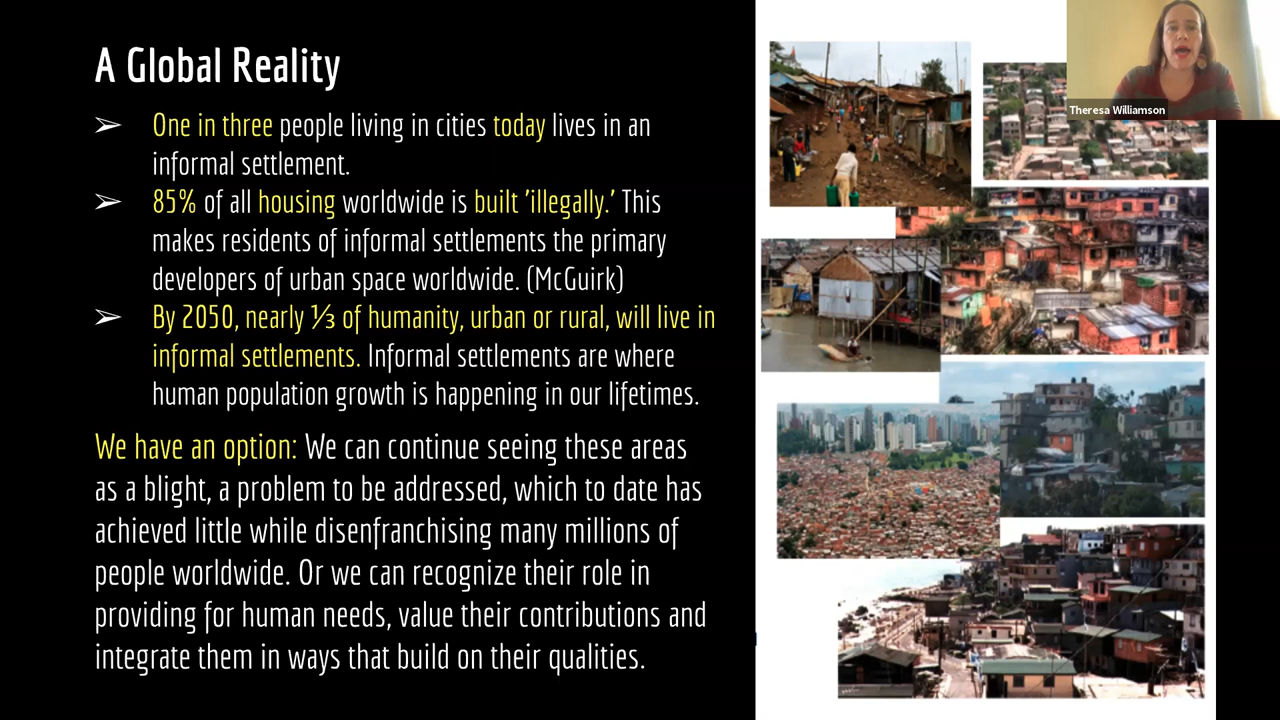 A Global Reality
➢ One in three people living in cities today lives in an
informal settlement.
➢ 85% of all housing worldwide is built 'illegally.' This
makes residents of informal settlements the primary
developers of urban space worldwide. (McGuirk)
➢ By 2050, nearly ⅓ of humanity, urban or rural, will live in
informal settlements. Informal settlements are where
human population growth is happening in our lifetimes.
We have an option: We can continue seeing these areas
as a blight, a problem to be addressed, which to date has
achieved little while disenfranchising many millions of
people worldwide. Or we can recognize their role in
providing for human needs, value their contributions and
integrate them in ways that build on their qualities.
Theresa Williamson